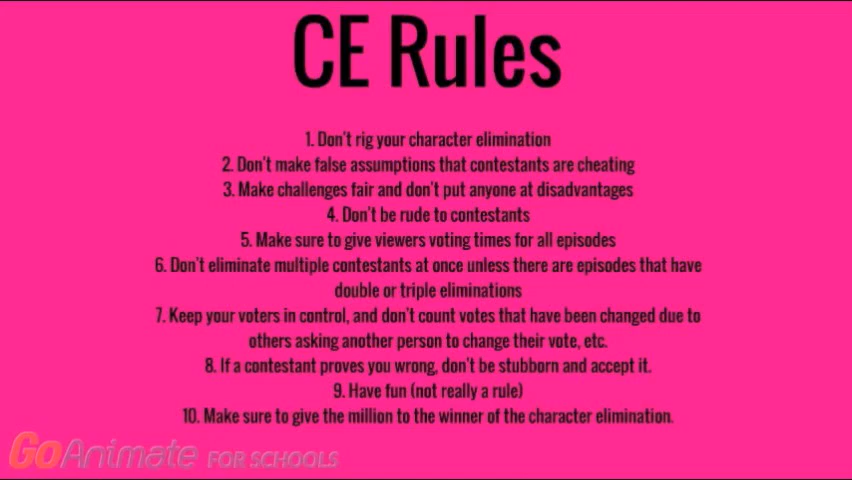 CE Rules
1. Don't rig your character elimination
2. Don't make false assumptions that contestants are cheating
3. Make challenges fair and don't put anyone at disadvantages
4. Don't be rude to contestants
5. Make sure to give viewers voting times for all episodes
6. Don't eliminate multiple contestants at once unless there are episodes that have
double or triple eliminations
7. Keep your voters in control, and don't count votes that have been changed due to
others asking another person to change their vote, etc.
8. If a contestant proves you wrong, don't be stubborn and accept it.
9. Have fun (not really a rule)
10. Make sure to give the million to the winner of the character elimination.
GoAnimate FOR SCHOOLS